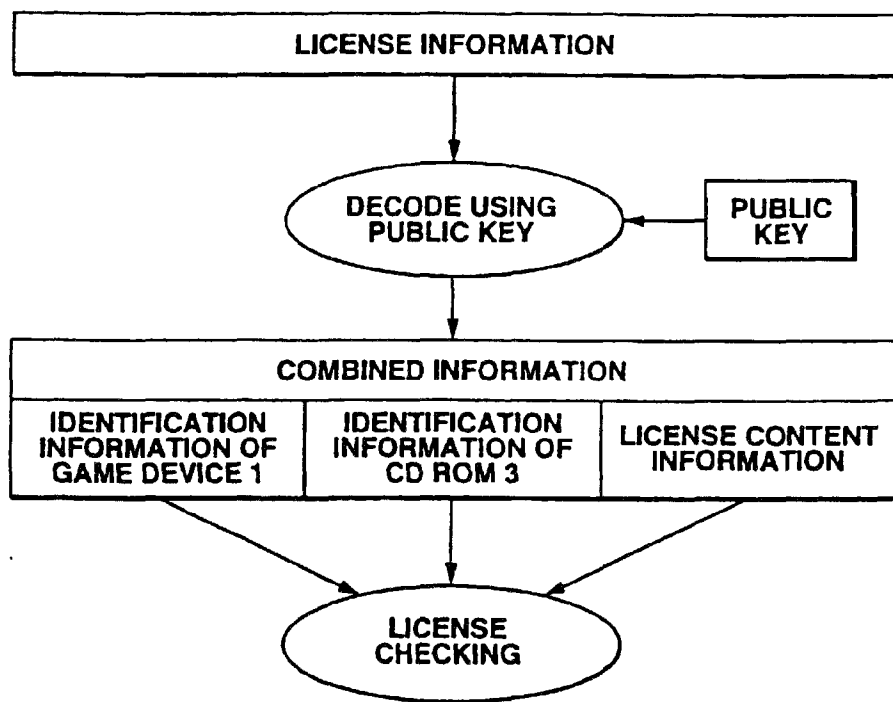 LICENSE INFORMATION
DECODE USING
PUBLIC KEY
PUBLIC
KEY
COMBINED INFORMATION
IDENTIFICATION
INFORMATION OF
GAME DEVICE 1
IDENTIFICATION
INFORMATION OF
CD ROM 3
LICENSE CONTENT
INFORMATION
LICENSE
CHECKING